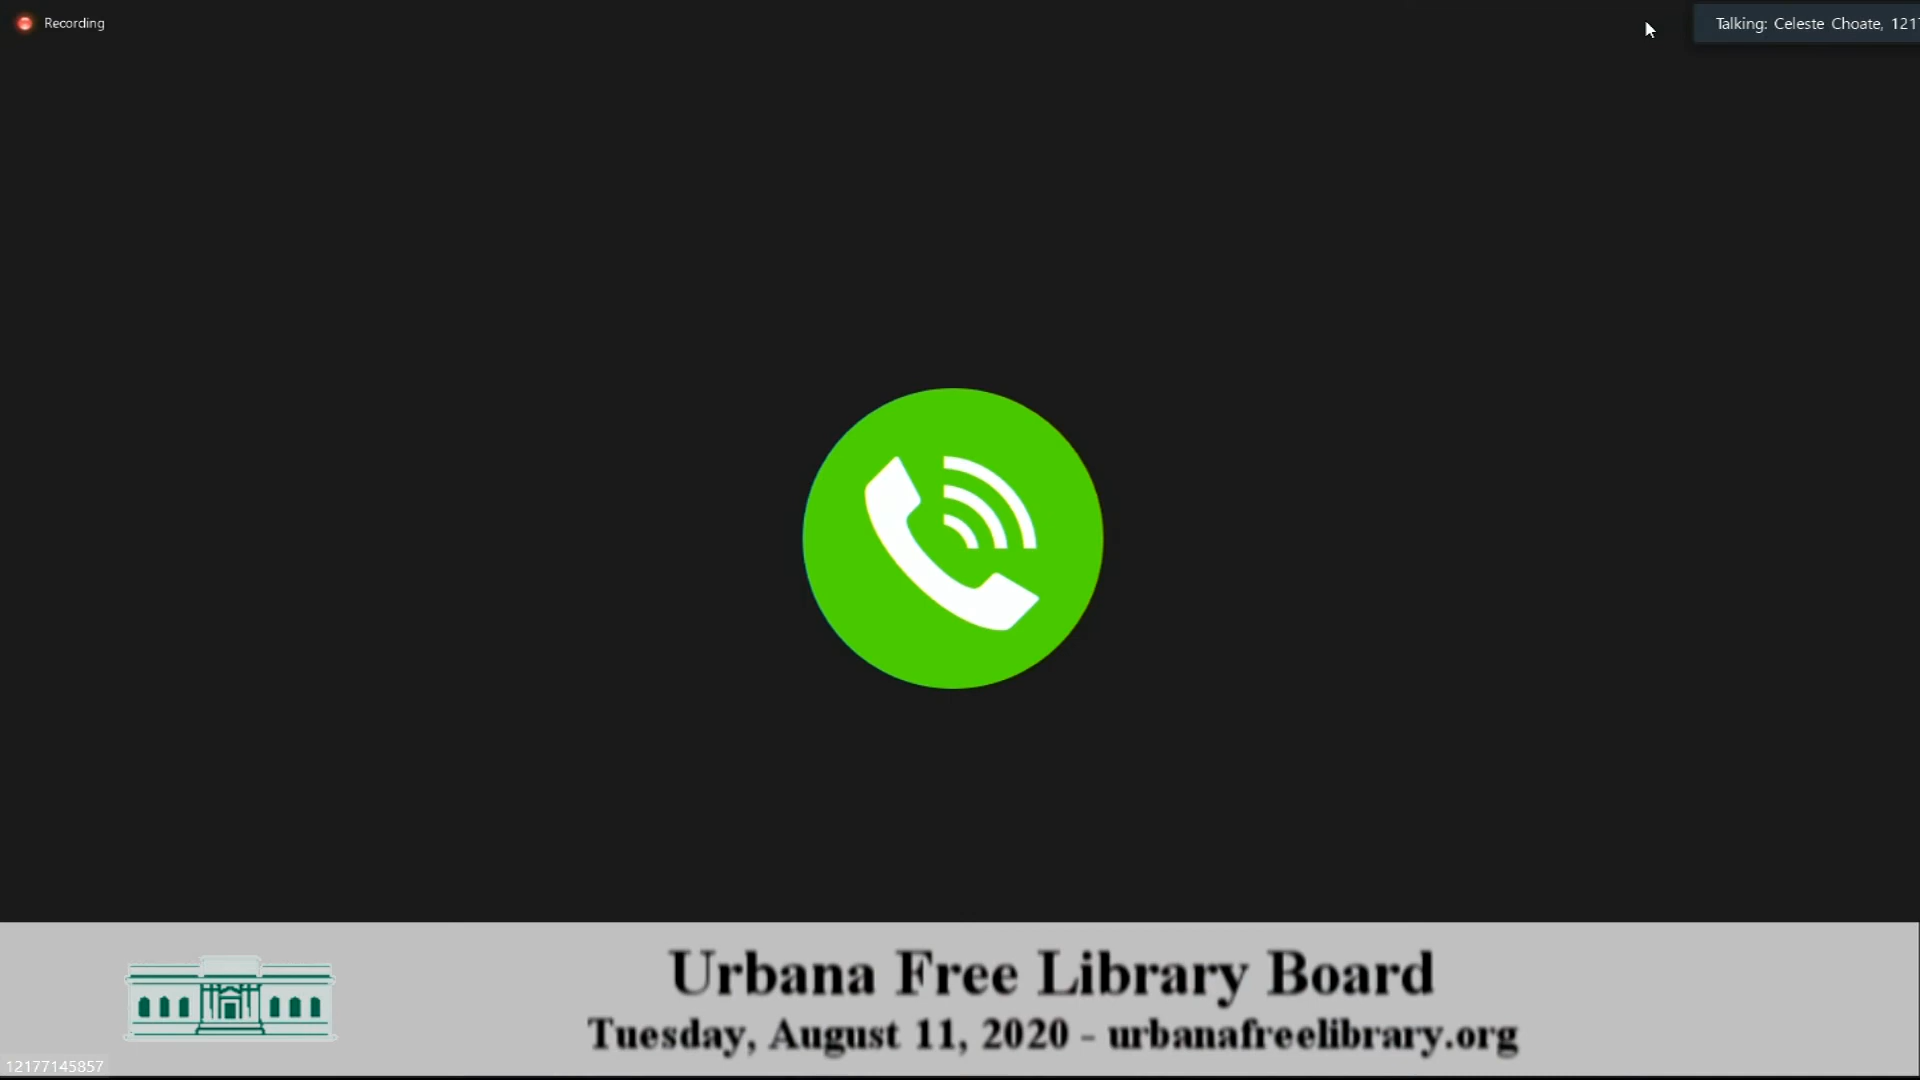 Recording
Talking: Celeste Choate, 121
Urbana Free Library Board
Tuesday, August 11, 2020 - urbanafreelibrary.org
12177145857